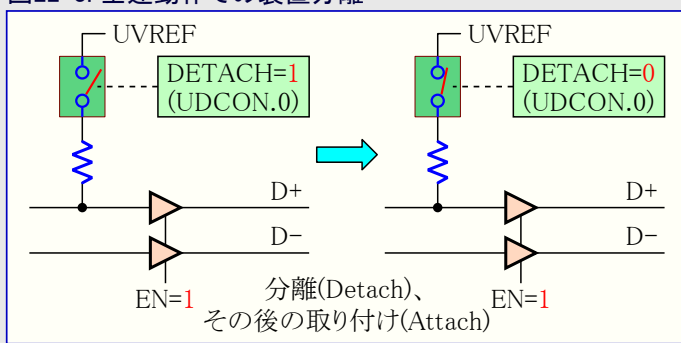 UVREF
DETACH=1
(UDCON.0)
D+
D-
EN=1
UVREF
DETACH=0
(UDCON.0)
D+
D-
EN=1
分離(Detach)、
その後の取り付け(Attach)